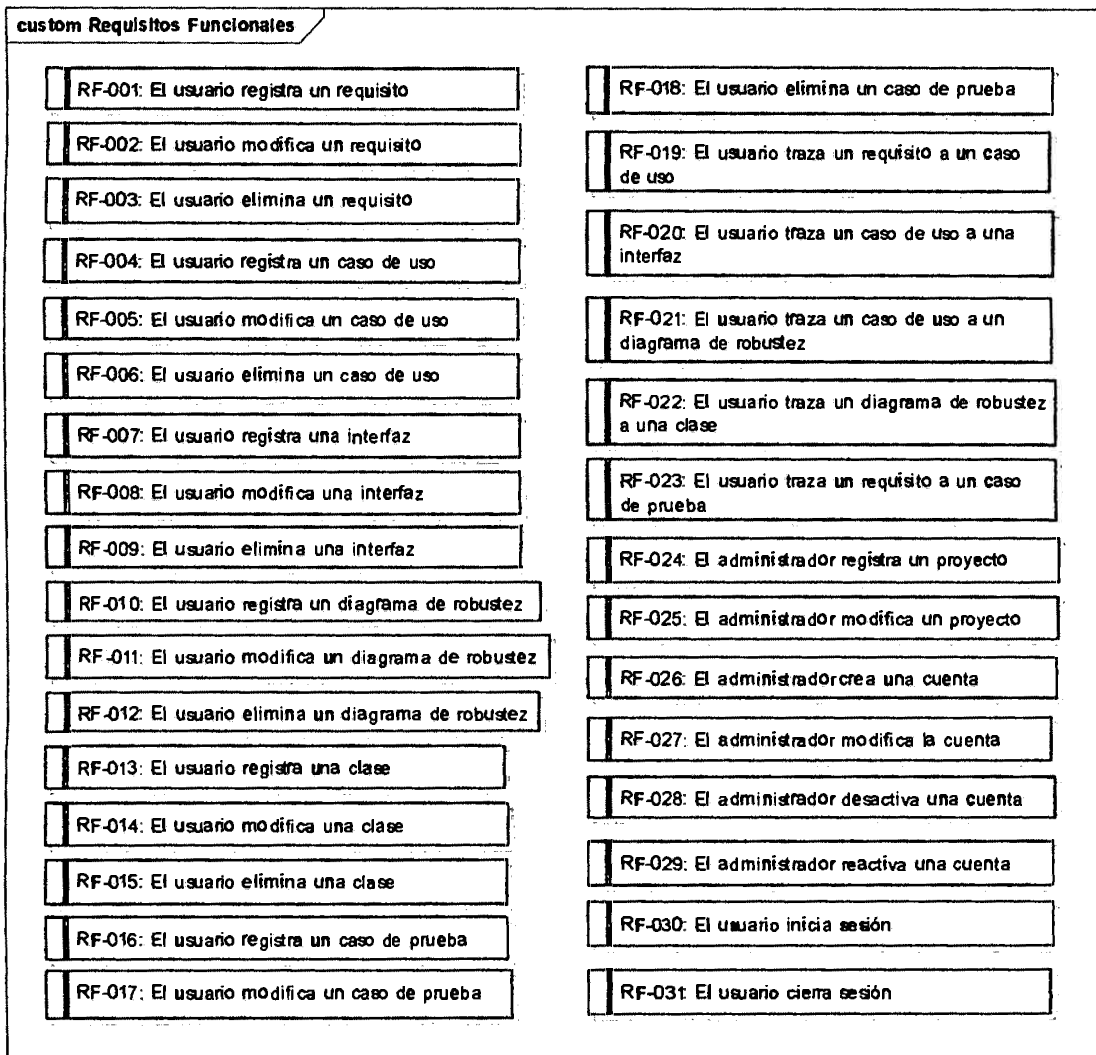 custom Requisitos Funcionales
RF-001: El usuario registra un requisito
RF-002: El usuario modifica un requisito
RF-003: El usuario elimina un requisito
RF-004: El usuario registra un caso de uso
RF-005: El usuario modifica un caso de uso
RF-006: El usuario elimina un caso de uso
RF-007: El usuario registra una interfaz
RF-008: El usuario modifica una interfaz
RF-009: El usuario elimina una interfaz
RF-010: El usuario registra un diagrama de robustez
RF-011: El usuario modifica un diagrama de robustez
RF-012: El usuario elimina un diagrama de robustez
RF-013: El usuario registra una clase
RF-014: El usuario modifica una clase
RF-015: El usuario elimina una clase
RF-016: El usuario registra un caso de prueba
RF-017: El usuario modifica un caso de prueba
RF-018: El usuario elimina un caso de prueba
RF-019: El usuario traza un requisito a un caso
de uso
RF-020: El usuario traza un caso de uso a una
interfaz
RF-021: El usuario traza un caso de uso a un
diagrama de robustez
RF-022: El usuario traza un diagrama de robustez
a una clase
RF-023: El usuario traza un requisito a un caso
de prueba
RF-024: El administrador registra un proyecto
RF-025: El administrador modifica un proyecto
RF-026: El administrador crea una cuenta
RF-027: El administrador modifica la cuenta
RF-028: El administrador desactiva una cuenta
RF-029: El administrador reactiva una cuenta
RF-030: El usuario inicia sesión
RF-031: El usuario cierra sesión